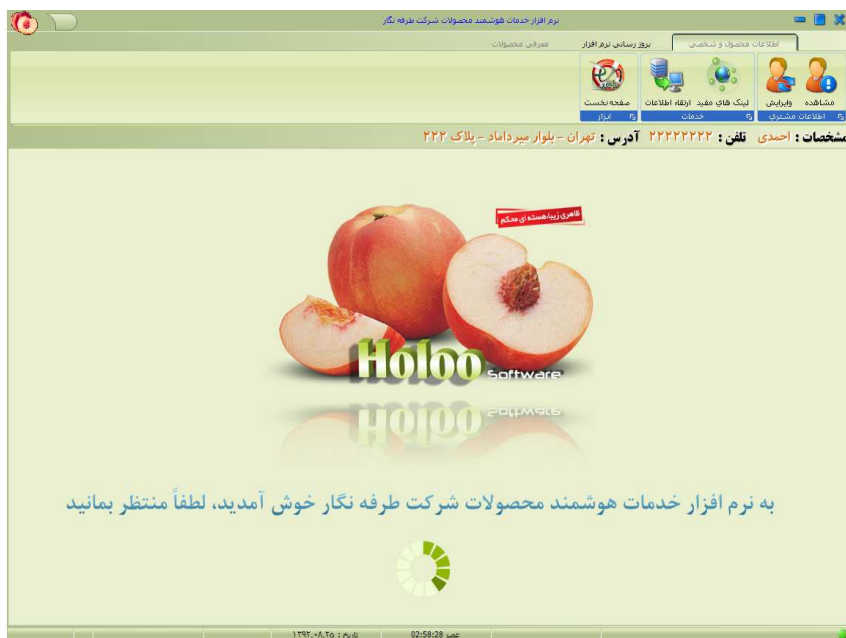 نرم افزار خدمات هوشمند محصولات شرکت طرفه نگار
اطلاعات محصول و شخصی بروز رسانی نرم افزار معرفی محصولات
مشاهده ویرایش لینک های مفید ارتقاء اطلاعات صفحه نخست
اطلاعات مشتری خدمات ابزار
مشخصات : احمدی تلفن : ۲۲۲۲۲۲۲۲ آدرس : تهران - بلوار میرداماد - پلاک ۲۲۲
ظاهری زیبا،هسته ای محکم
Holoo Software
به نرم افزار خدمات هوشمند محصولات شرکت طرفه نگار خوش آمدید، لطفاً منتظر بمانید
عصر 02:58:28 تاریخ : ۱۳۹۲.۰۸.۲۵